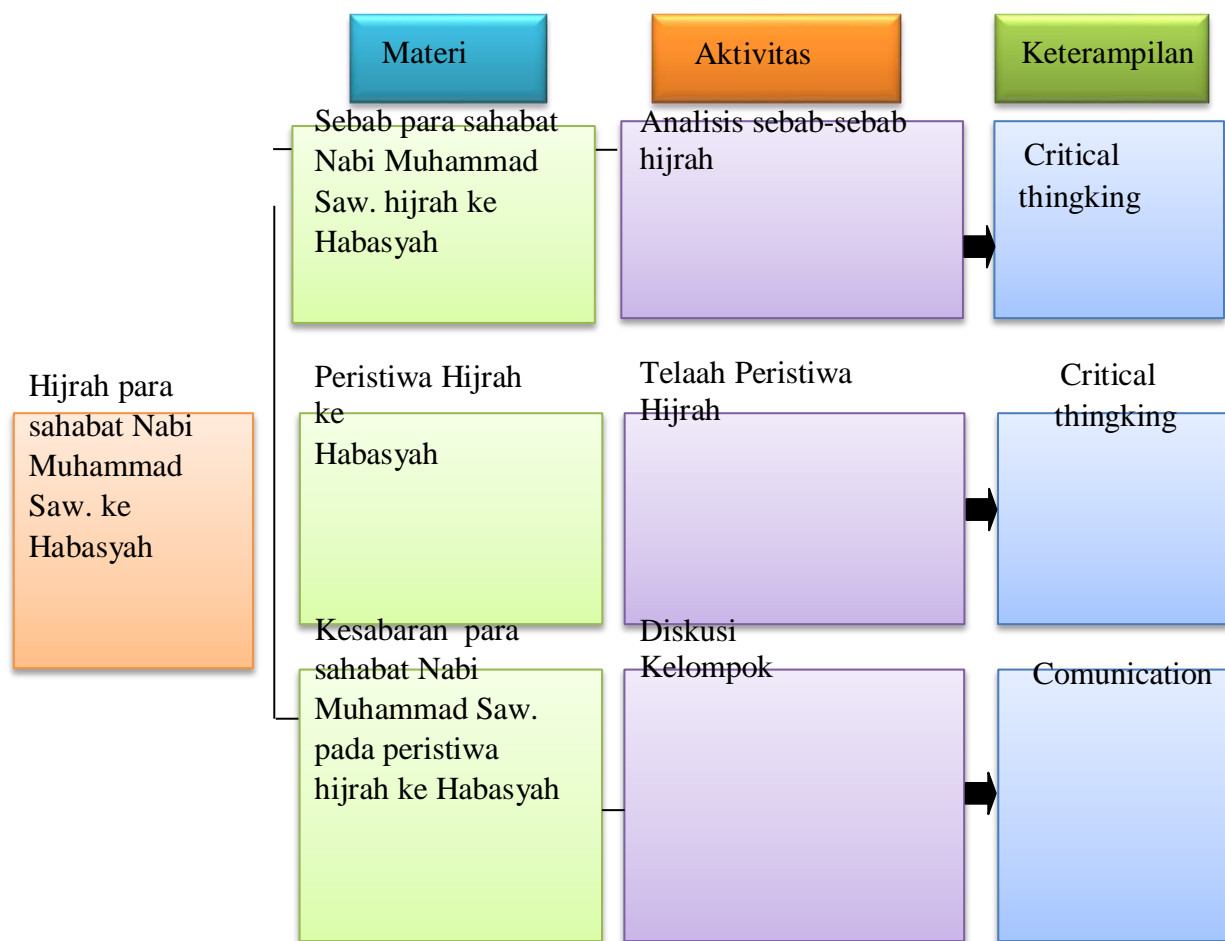 Materi
Aktivitas
Keterampilan
Sebab para sahabat
Nabi Muhammad
Saw. hijrah ke
Habasyah
Analisis sebab-sebab
hijrah
Critical
thingking
Hijrah para
sahabat Nabi
Muhammad
Saw. ke
Habasyah
Peristiwa Hijrah
ke
Habasyah
Telaah Peristiwa
Hijrah
Critical
thingking
Kesabaran para
sahabat Nabi
Muhammad Saw.
pada peristiwa
hijrah ke Habasyah
Diskusi
Kelompok
Comunication